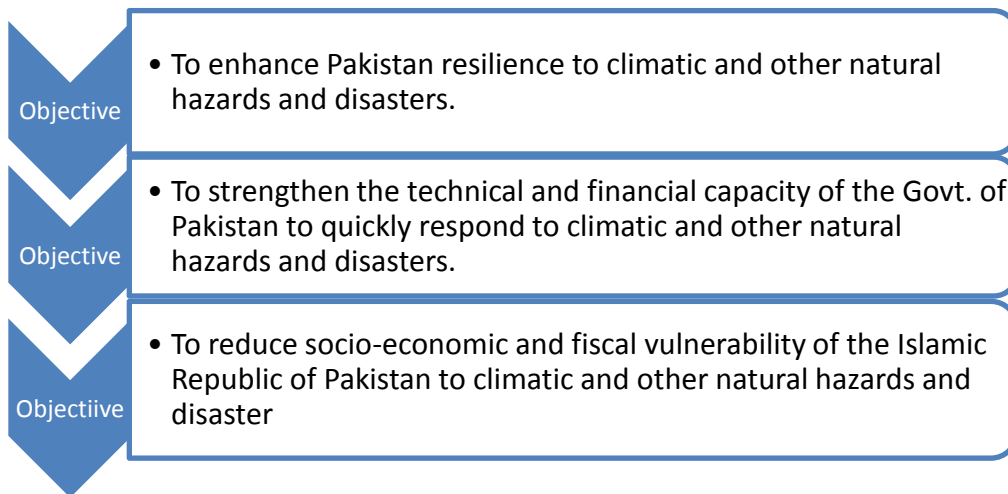 Objective
• To enhance Pakistan resilience to climatic and other natural
hazards and disasters.
Objective
• To strengthen the technical and financial capacity of the Govt. of
Pakistan to quickly respond to climatic and other natural
hazards and disasters.
Objectiive
• To reduce socio-economic and fiscal vulnerability of the Islamic
Republic of Pakistan to climatic and other natural hazards and
disaster